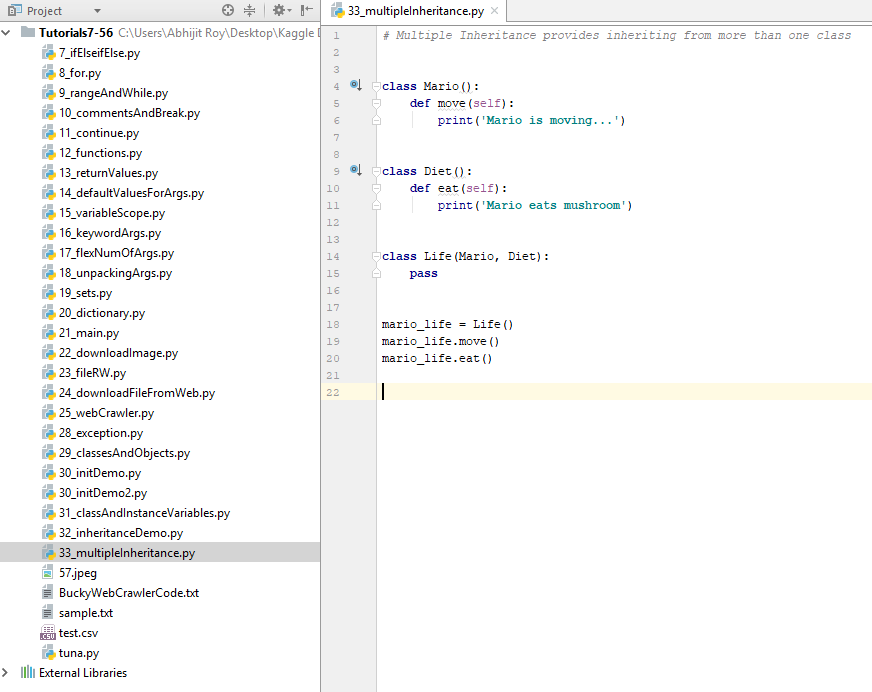 Project
Tutorials7-56 C:\Users\Abhijit Roy\Desktop\Kaggle
7_ifElseifElse.py
8_for.py
9_rangeAndWhile.py
10_commentsAndBreak.py
11_continue.py
12_functions.py
13_returnValues.py
14_defaultValuesForArgs.py
15_variableScope.py
16_keywordArgs.py
17_flexNumOfArgs.py
18_unpackingArgs.py
19_sets.py
20_dictionary.py
21_main.py
22_downloadImage.py
23_fileRW.py
24_downloadFileFromWeb.py
25_webCrawler.py
28_exception.py
29_classesAndObjects.py
30_initDemo.py
30_initDemo2.py
31_classAndInstanceVariables.py
32_inheritanceDemo.py
33_multipleInheritance.py
57.jpeg
BuckyWebCrawlerCode.txt
sample.txt
test.csv
tuna.py
External Libraries
33_multipleInheritance.py
1 # Multiple Inheritance provides inheriting from more than one class
2
3
4 class Mario():
5     def move(self):
6         print('Mario is moving...')
7
8
9 class Diet():
10     def eat(self):
11         print('Mario eats mushroom')
12
13
14 class Life(Mario, Diet):
15     pass
16
17
18 mario_life = Life()
19 mario_life.move()
20 mario_life.eat()
21
22